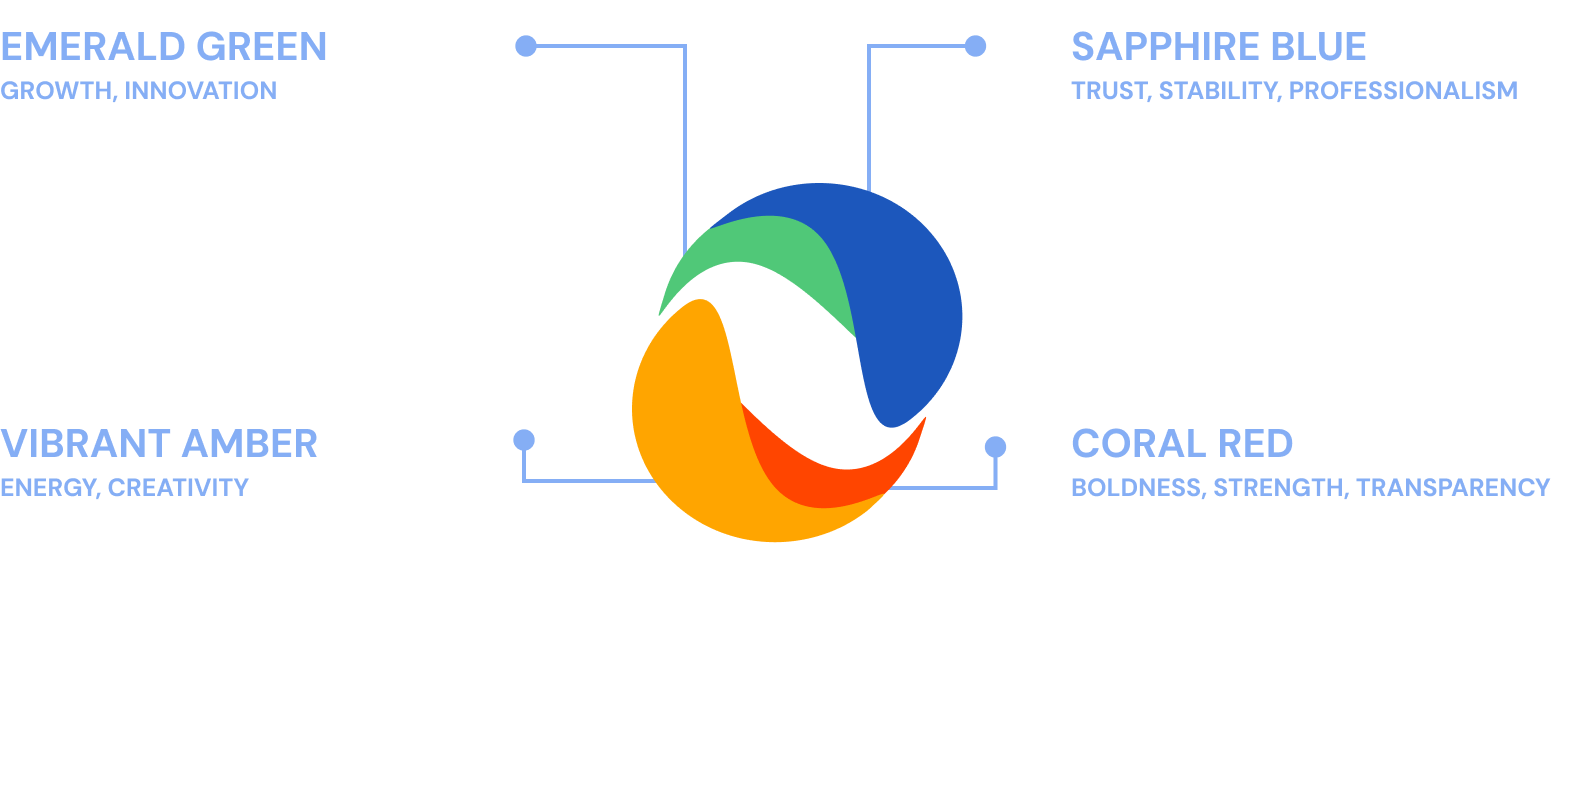 EMERALD GREEN
GROWTH, INNOVATION
SAPPHIRE BLUE
TRUST, STABILITY, PROFESSIONALISM
VIBRANT AMBER
ENERGY, CREATIVITY
CORAL RED
BOLDNESS, STRENGTH, TRANSPARENCY